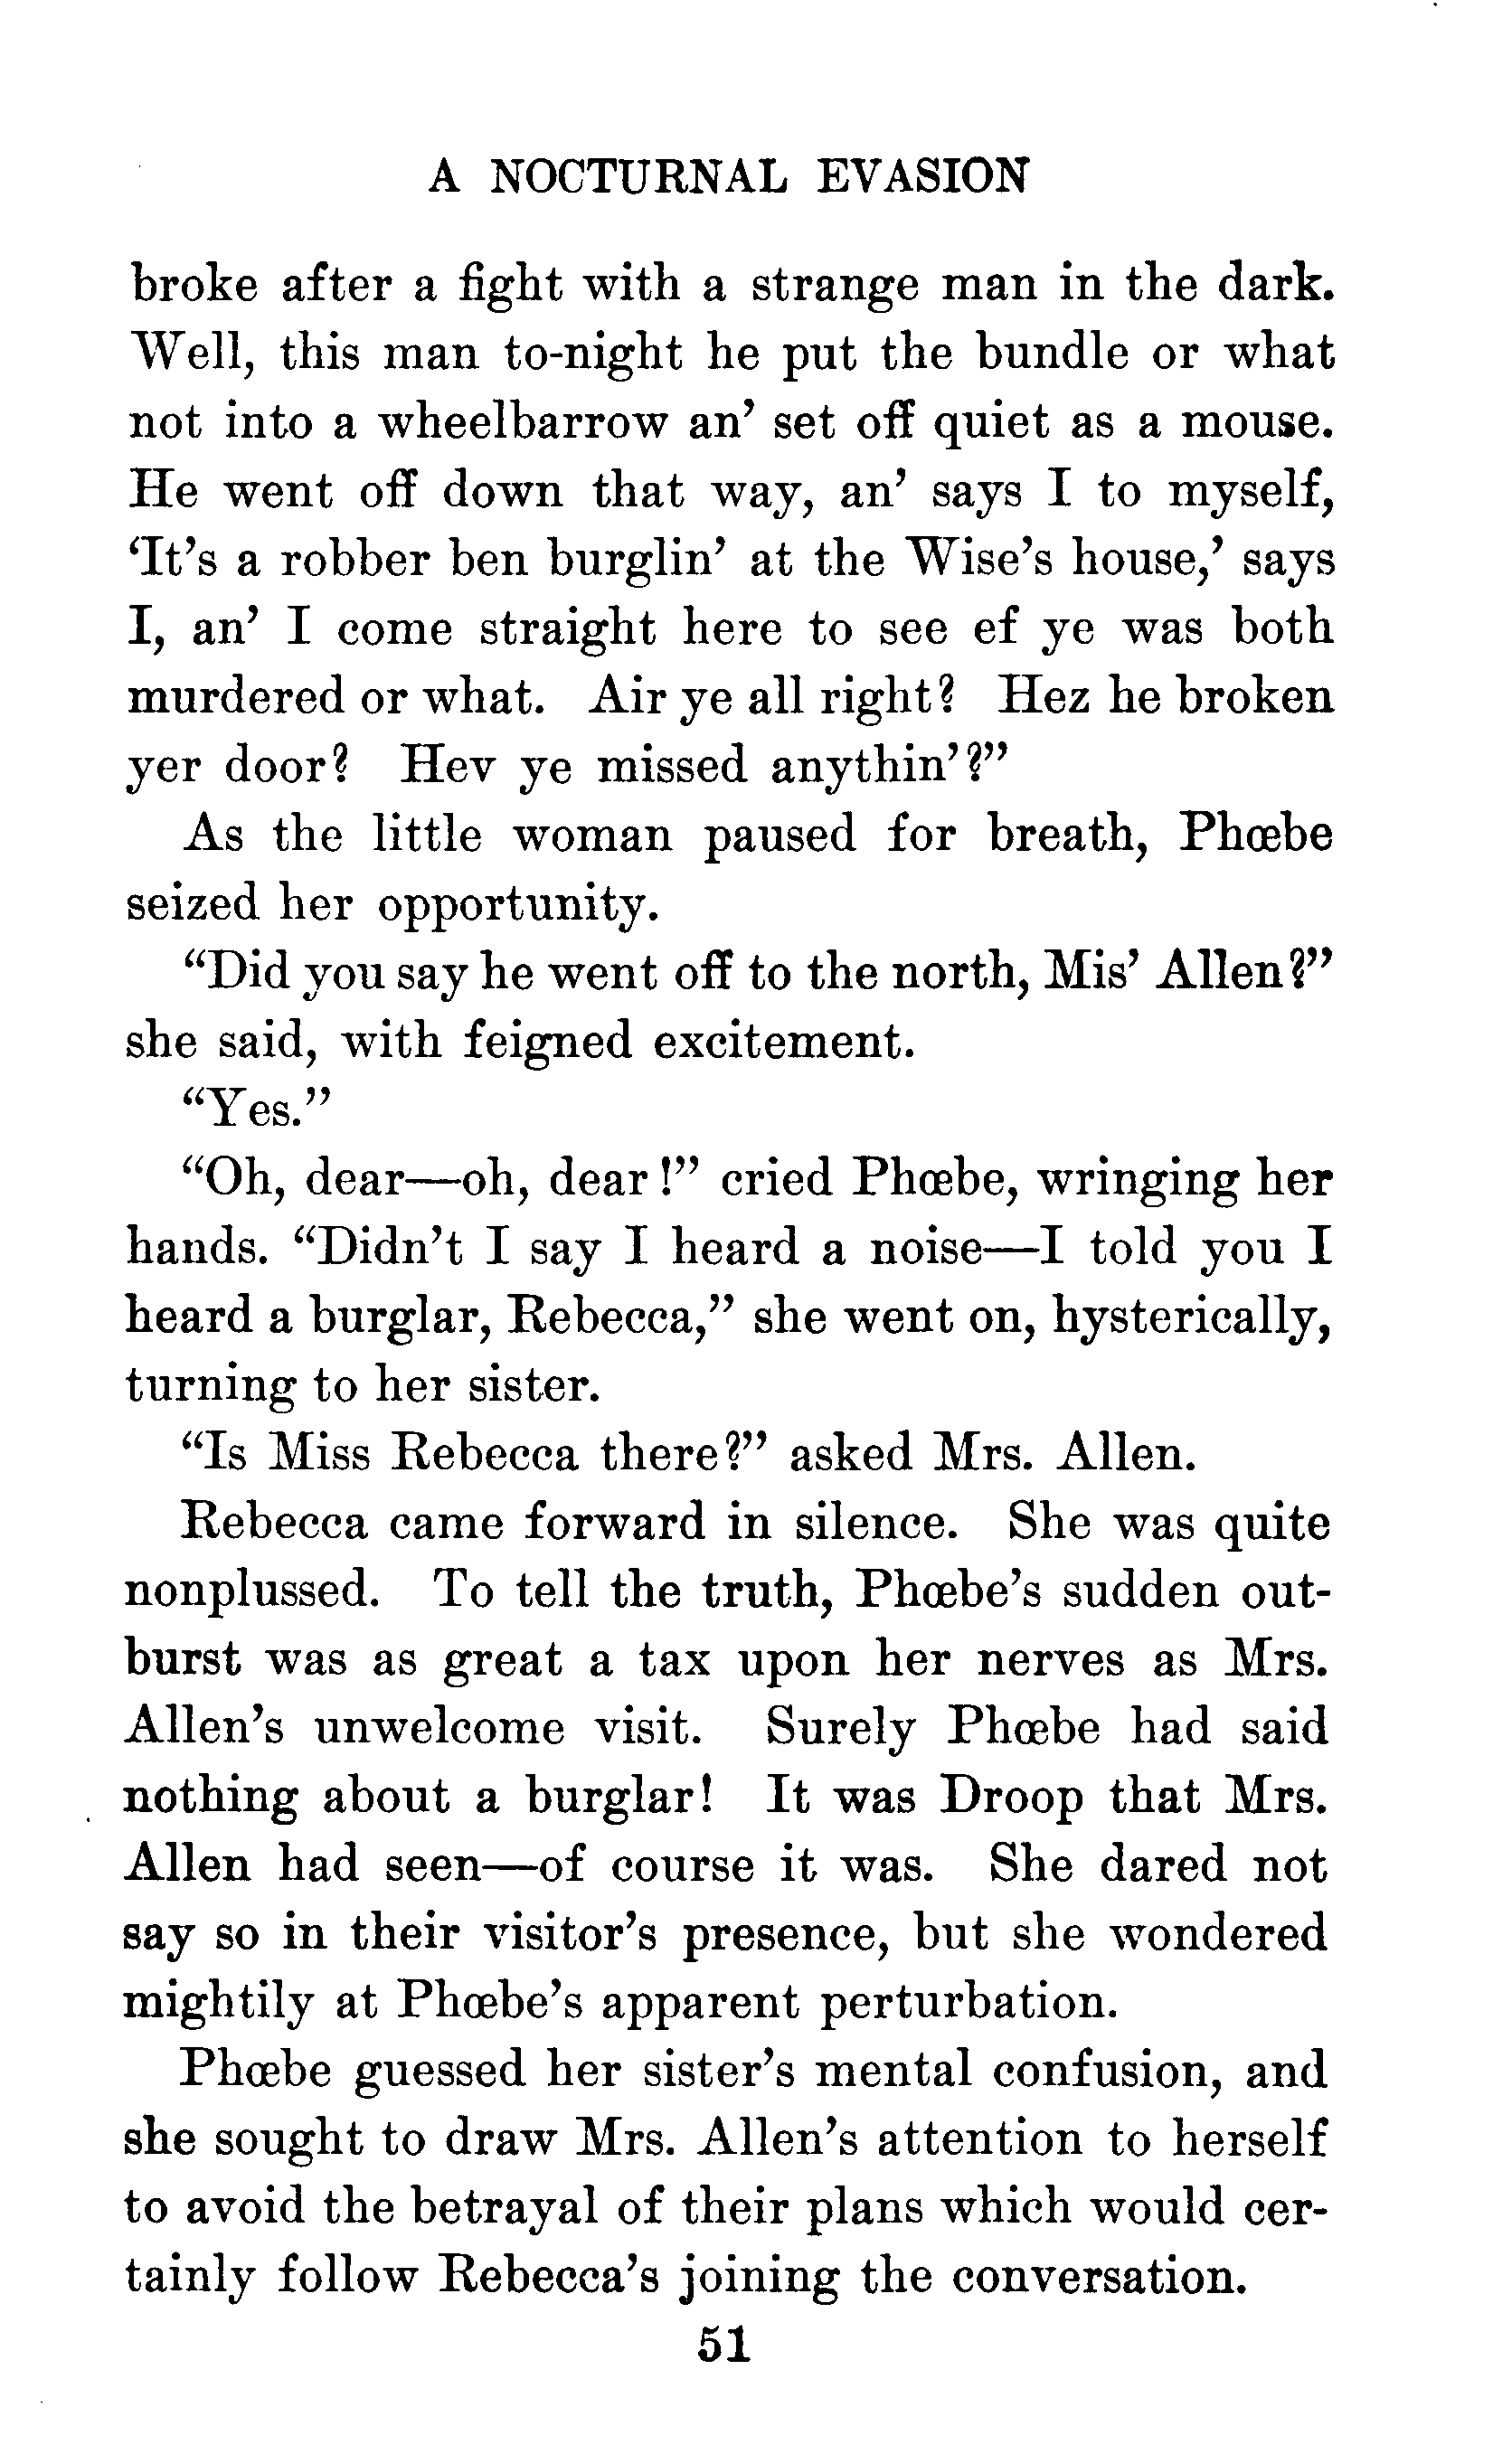 A NOCTURNAL EVASION
broke after a fight with a strange man in the dark.
Well, this man to-night he put the bundle or what
not into a wheelbarrow an’ set off quiet as a mouse.
He went off down that way, an’ says I to myself,
‘It’s a robber ben burglin’ at the Wise’s house,’ says
I, an’ I come straight here to see ef ye was both
murdered or what. Air ye all right? Hez he broken
yer door? Hev ye missed anythin’?”
As the little woman paused for breath, Phœbe
seized her opportunity.
“Did you say he went off to the north, Mis’ Allen?”
she said, with feigned excitement.
“Yes.”
“Oh, dear—oh, dear!” cried Phœbe, wringing her
hands. “Didn’t I say I heard a noise—I told you I
heard a burglar, Rebecca,” she went on, hysterically,
turning to her sister.
“Is Miss Rebecca there?” asked Mrs. Allen.
Rebecca came forward in silence. She was quite
nonplussed. To tell the truth, Phœbe’s sudden out-
burst was as great a tax upon her nerves as Mrs.
Allen’s unwelcome visit. Surely Phœbe had said
nothing about a burglar! It was Droop that Mrs.
Allen had seen—of course it was. She dared not
say so in their visitor’s presence, but she wondered
mightily at Phœbe’s apparent perturbation.
Phœbe guessed her sister’s mental confusion, and
she sought to draw Mrs. Allen’s attention to herself
to avoid the betrayal of their plans which would cer-
tainly follow Rebecca’s joining the conversation.
51